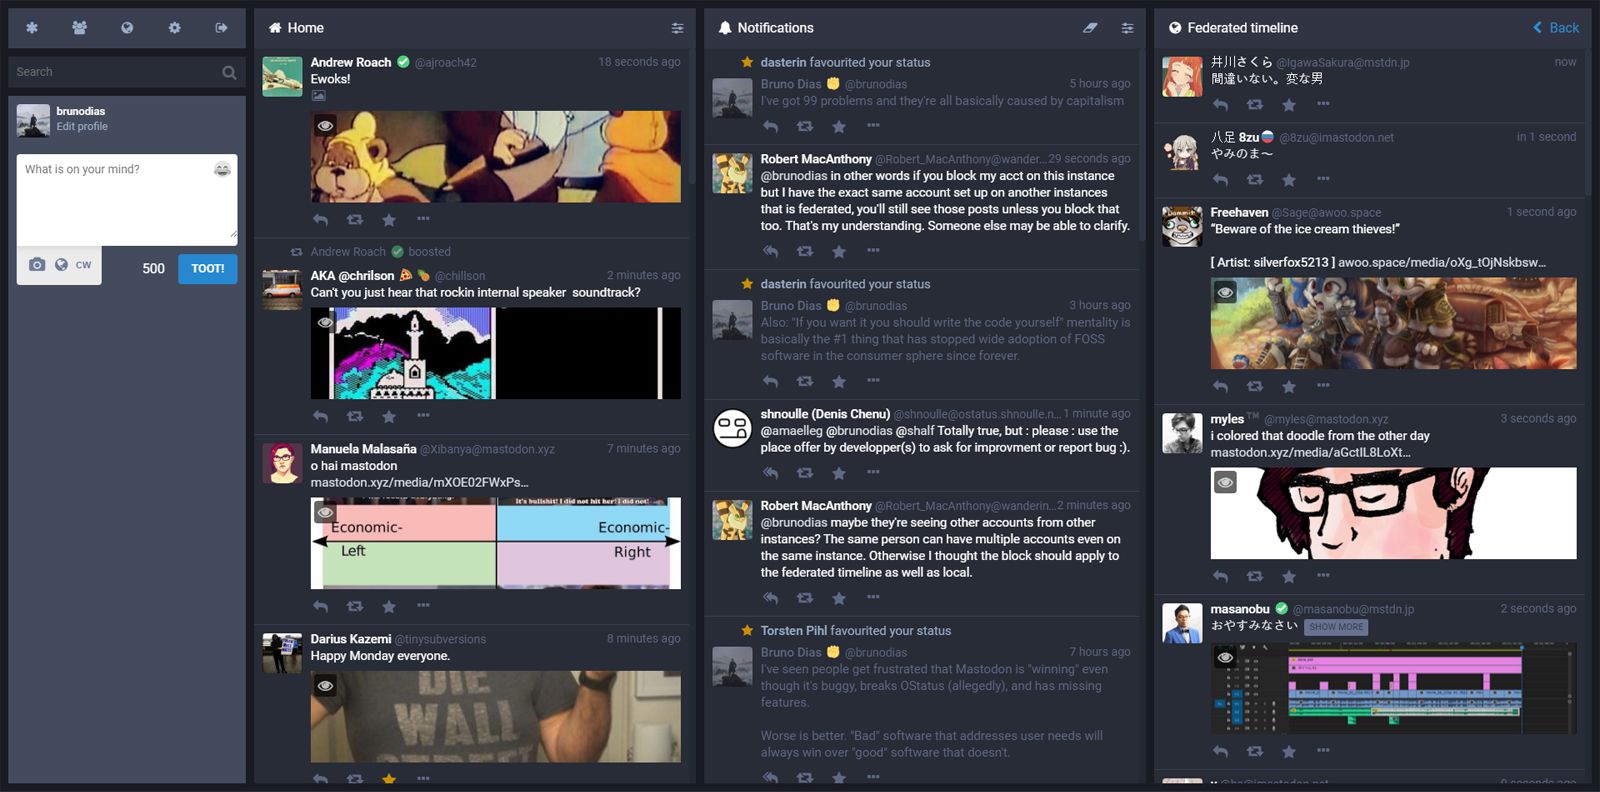 Search
brunodias
Edit profile
What is on your mind?
CW
500
TOOT!
Home
Andrew Roach @ajroach42 18 seconds ago
Ewoks!
Andrew Roach boosted
AKA @chrilson @chillson 2 minutes ago
Can't you just hear that rockin internal speaker soundtrack?
Manuela Malasaña @Xibanya@mastodon.xyz 7 minutes ago
o hai mastodon
mastodon.xyz/media/mXOE02FWxPs...
It's bullshit! I did not hit her! I did not!
Economic- Economic-
Left Right
Darius Kazemi @tinysubversions 8 minutes ago
Happy Monday everyone.
DIE
WALL
Notifications
dasterin favourited your status
Bruno Dias @brunodias 5 hours ago
I've got 99 problems and they're all basically caused by capitalism
Robert MacAnthony @Robert_MacAnthony@wander... 29 seconds ago
@brunodias in other words if you block my acct on this instance
but I have the exact same account set up on another instances
that is federated, you'll still see those posts unless you block that
too. That's my understanding. Someone else may be able to clarify.
dasterin favourited your status
Bruno Dias @brunodias 3 hours ago
Also: "If you want it you should write the code yourself" mentality is
basically the #1 thing that has stopped wide adoption of FOSS
software in the consumer sphere since forever.
shnoulle (Denis Chenu) @shnoulle@ostatus.shnoulle.n... 1 minute ago
@amaelleg @brunodias @shalf Totally true, but : please : use the
place offer by developper(s) to ask for improvment or report bug :).
Robert MacAnthony @Robert_MacAnthony@wanderin... 2 minutes ago
@brunodias maybe they're seeing other accounts from other
instances? The same person can have multiple accounts even on
the same instance. Otherwise I thought the block should apply to
the federated timeline as well as local.
Torsten Pihl favourited your status
Bruno Dias @brunodias 7 hours ago
I've seen people get frustrated that Mastodon is "winning" even
though it's buggy, breaks OStatus (allegedly), and has missing
features.
Worse is better. "Bad" software that addresses user needs will
always win over "good" software that doesn't.
Federated timeline Back
井川さくら @IgawaSakura@mstdn.jp now
間違いない。変な男
八足 8zu @8zu@imastodon.net in 1 second
やみのま〜
Freehaven @Sage@awoo.space 1 second ago
“Beware of the ice cream thieves!”
[ Artist: silverfox5213 ] awoo.space/media/oXg_tOjNskbsw...
myles™ @myles@mastodon.xyz 3 seconds ago
i colored that doodle from the other day
mastodon.xyz/media/aGctIL8LoXt...
masanobu @masanobu@mstdn.jp 2 seconds ago
おやすみなさい SHOW MORE